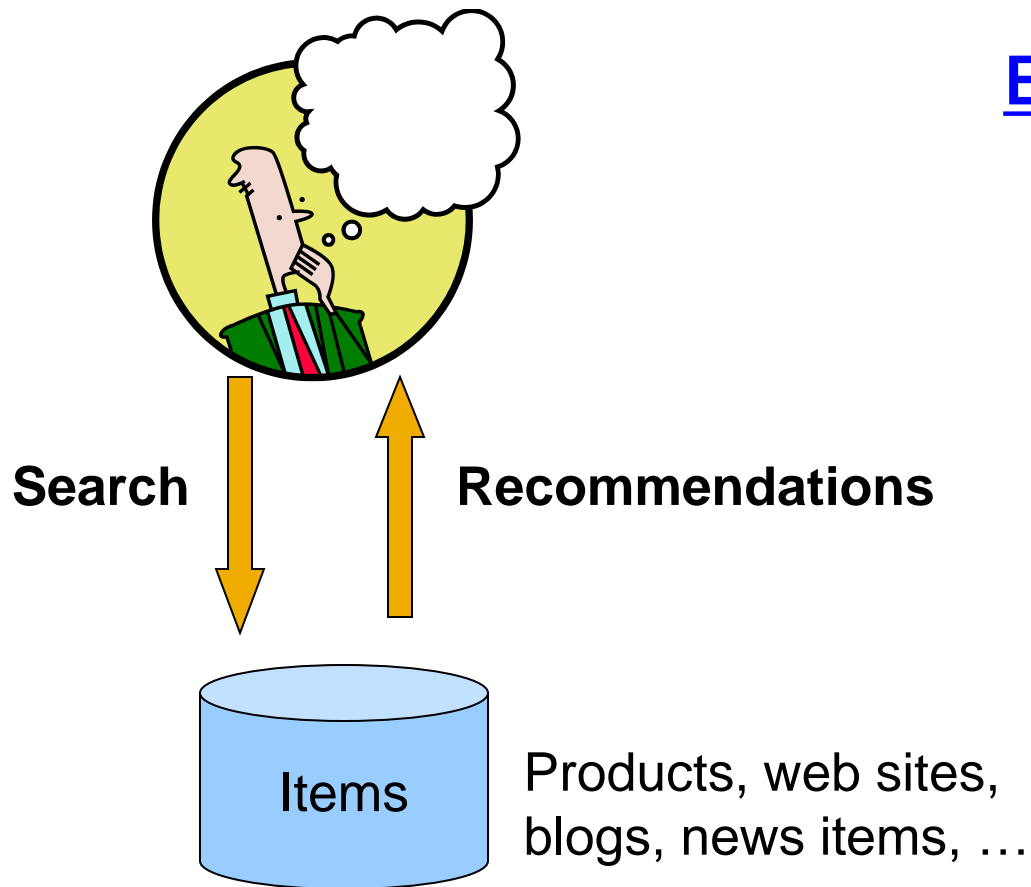 Search
Recommendations
Items
Products, web sites,
blogs, news items, …